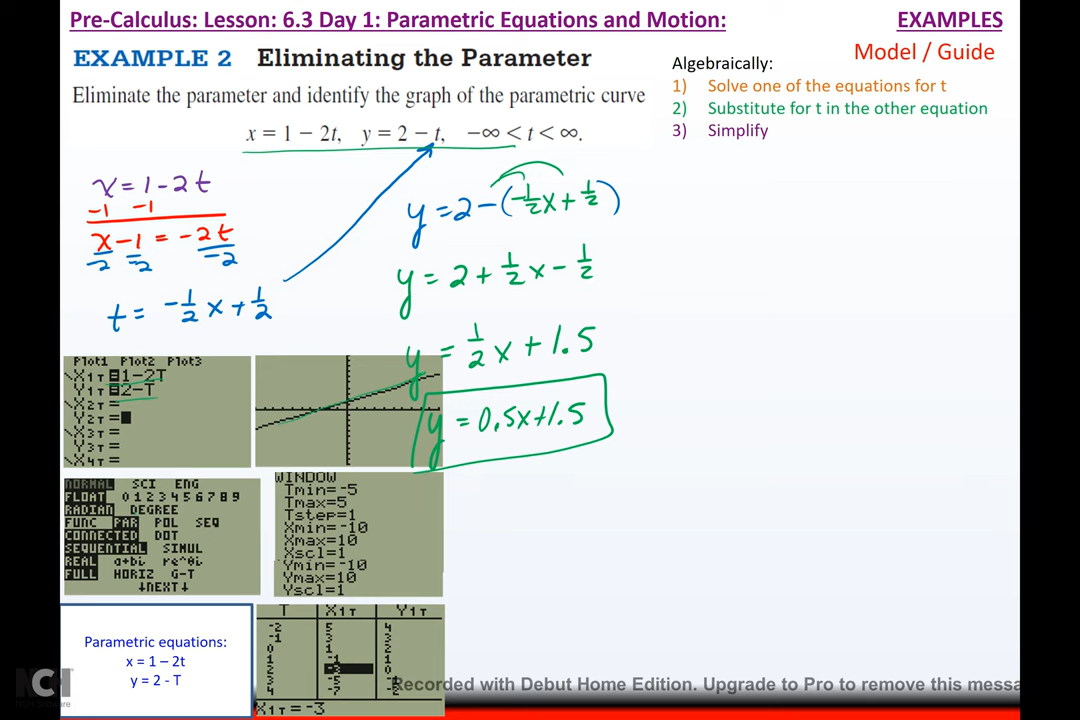 Pre-Calculus: Lesson: 6.3 Day 1: Parametric Equations and Motion:
EXAMPLES
EXAMPLE 2 Eliminating the Parameter
Model / Guide
Eliminate the parameter and identify the graph of the parametric curve
x = 1 − 2t, y = 2 − t, −∞ < t < ∞.
Algebraically:
1) Solve one of the equations for t
2) Substitute for t in the other equation
3) Simplify
x = 1 - 2t
-1 -1
x - 1 = -2t
-2 -2 -2
t = -1/2 x + 1/2
y = 2 - (-1/2 x + 1/2)
y = 2 + 1/2 x - 1/2
y = 1/2 x + 1.5
y = 0.5x + 1.5
Plot1 Plot2 Plot3
\X1T=1-2T
Y1T=2-T
\X2T=
Y2T=
\X3T=
Y3T=
\X4T=
NORMAL SCI ENG
FLOAT 0 1 2 3 4 5 6 7 8 9
RADIAN DEGREE
FUNC PAR POL SEQ
CONNECTED DOT
SEQUENTIAL SIMUL
REAL a+bi re^θi
FULL HORIZ G-T
↓NEXT↓
WINDOW
Tmin=-5
Tmax=5
Tstep=1
Xmin=-10
Xmax=10
Xscl=1
Ymin=-10
Ymax=10
Yscl=1
Parametric equations:
x = 1 – 2t
y = 2 - T
T X1T Y1T
-2 5 4
-1 3 3
0 1 2
1 -1 1
2 -3 0
3 -5 -1
4 -7 -2
X1T=-3
NCH Software
Recorded with Debut Home Edition. Upgrade to Pro to remove this messa